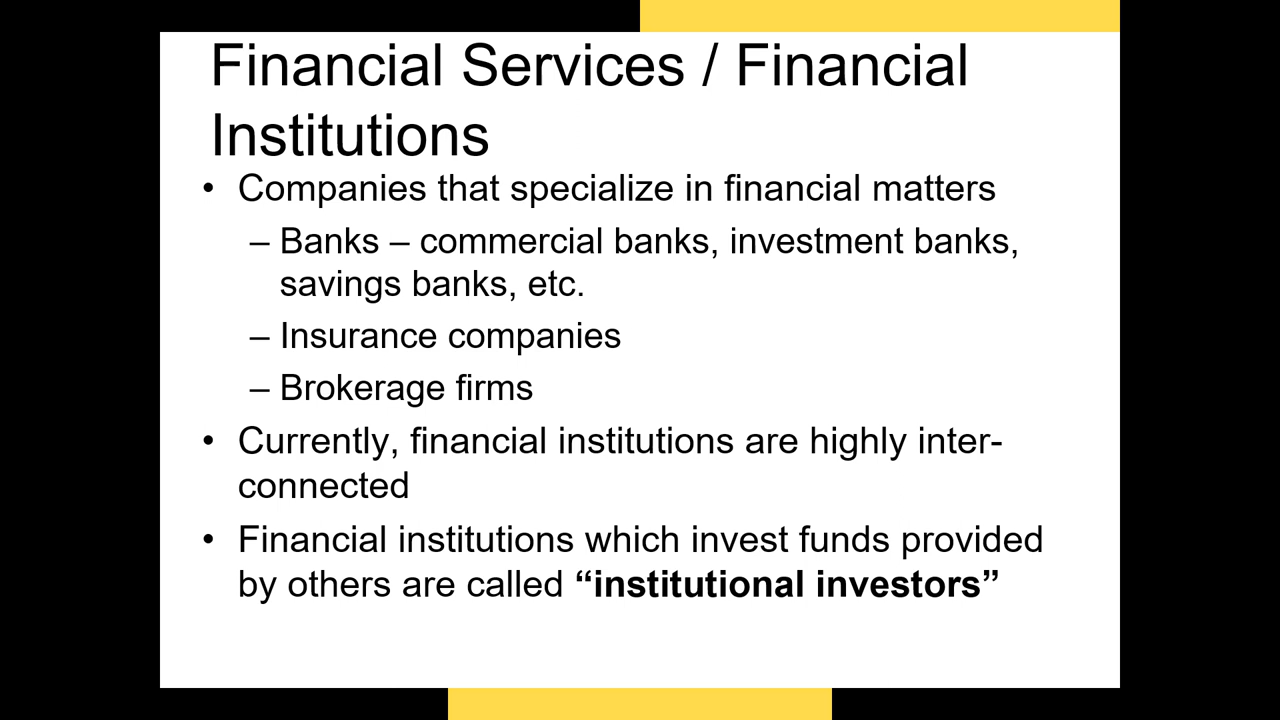 Financial Services / Financial
Institutions
• Companies that specialize in financial matters
– Banks – commercial banks, investment banks,
savings banks, etc.
– Insurance companies
– Brokerage firms
• Currently, financial institutions are highly inter-
connected
• Financial institutions which invest funds provided
by others are called “institutional investors”